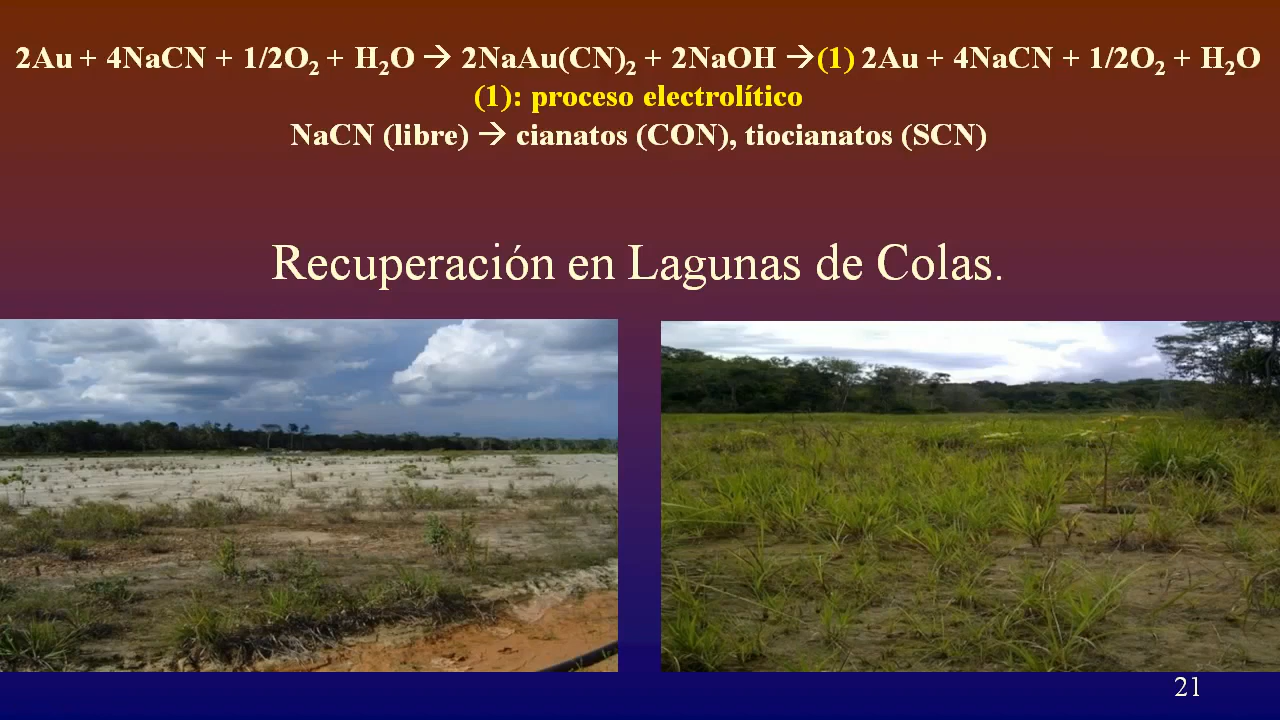 2Au + 4NaCN + 1/2O₂ + H₂O → 2NaAu(CN)₂ + 2NaOH →(1) 2Au + 4NaCN + 1/2O₂ + H₂O
(1): proceso electrolítico
NaCN (libre) → cianatos (CON), tiocianatos (SCN)
Recuperación en Lagunas de Colas.
21